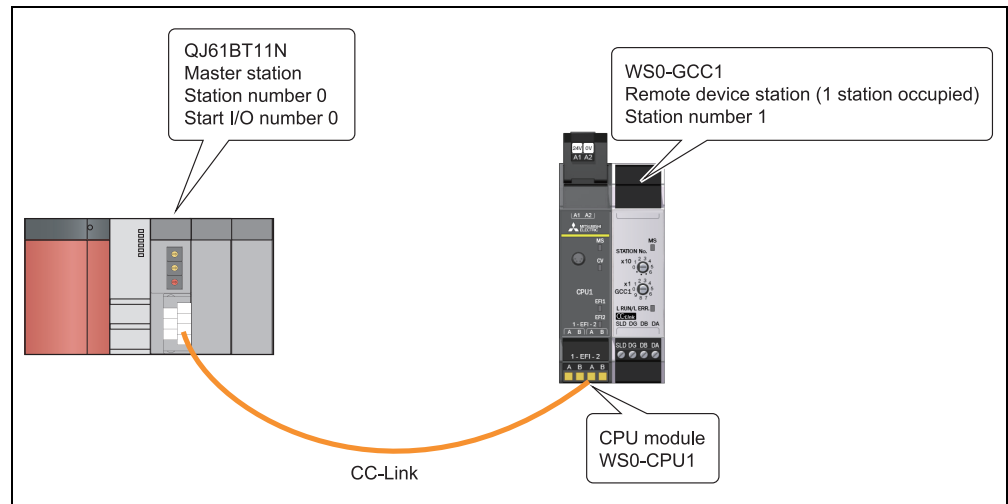 QJ61BT11N
Master station
Station number 0
Start I/O number 0
WS0-GCC1
Remote device station (1 station occupied)
Station number 1
24V 0V
A1 A2
A1 A2
MITSUBISHI
ELECTRIC
MS
CV
CPU1
EFI1
EFI2
1 - EFI - 2
A B A B
1 - EFI - 2
A B A B
MS
STATION No.
x10
x1
GCC1
L RUN/L ERR.
CC-Link
SLD DG DB DA
SLD DG DB DA
CPU module
WS0-CPU1
CC-Link